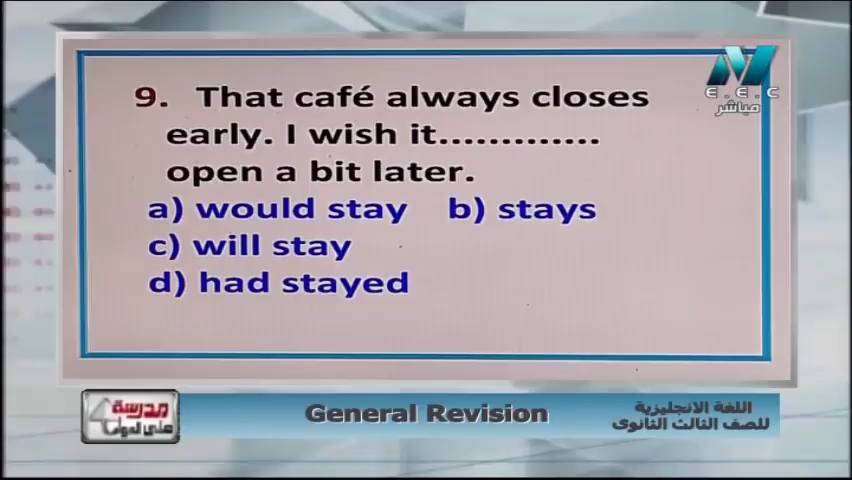 9. That café always closes
early. I wish it.............
open a bit later.
a) would stay b) stays
c) will stay
d) had stayed
E.E.C
مباشر
General Revision
اللغة الانجليزية
للصف الثالث الثانوى
مدرسة
على الهواء